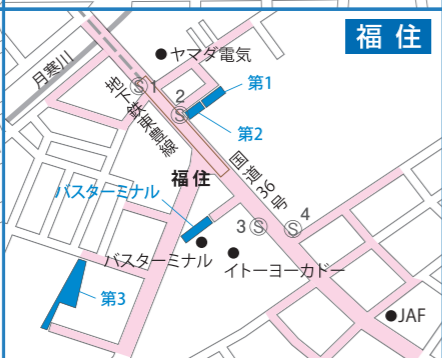 福住
ヤマダ電気
月寒川
Ⓢ1
第1
2
Ⓢ
第2
地下鉄東豊線
国道36号
福住
バスターミナル
3Ⓢ
4
Ⓢ
バスターミナル
イトーヨーカドー
第3
JAF